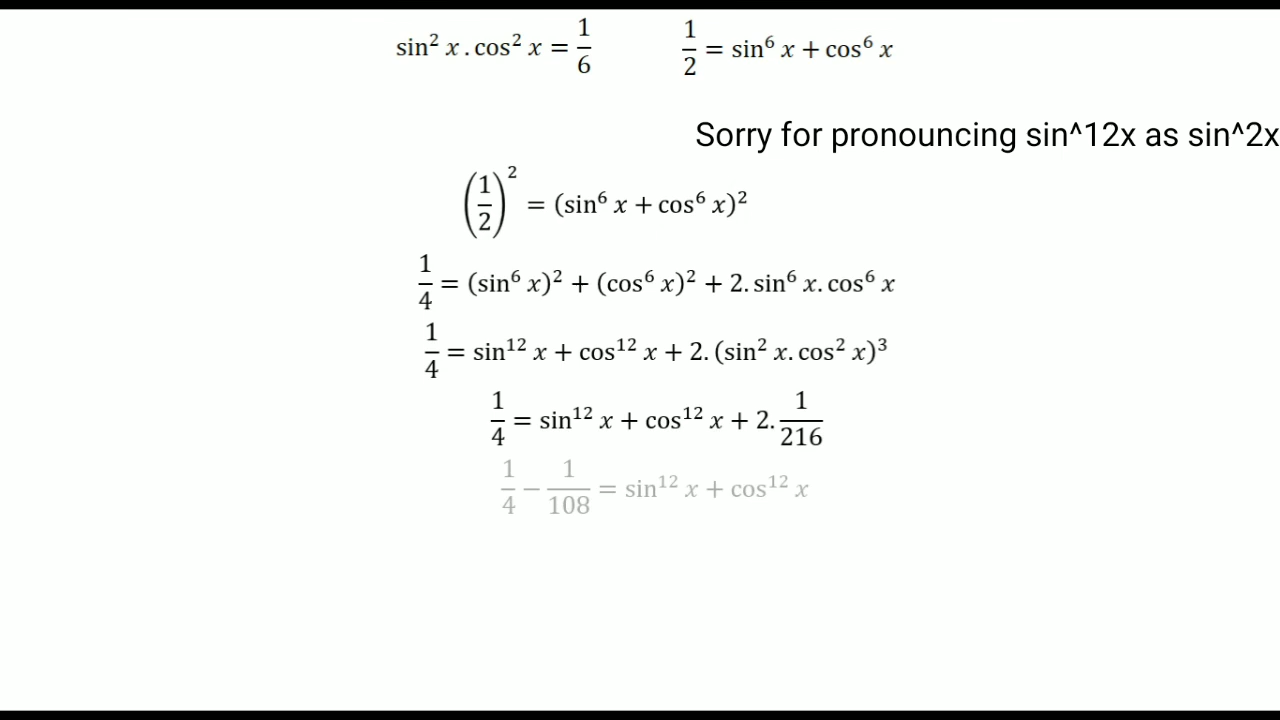 sin² x . cos² x = 1/6    1/2 = sin⁶ x + cos⁶ x
Sorry for pronouncing sin^12x as sin^2x
(1/2)² = (sin⁶ x + cos⁶ x)²
1/4 = (sin⁶ x)² + (cos⁶ x)² + 2. sin⁶ x. cos⁶ x
1/4 = sin¹² x + cos¹² x + 2. (sin² x. cos² x)³
1/4 = sin¹² x + cos¹² x + 2. 1/216
1/4 − 1/108 = sin¹² x + cos¹² x